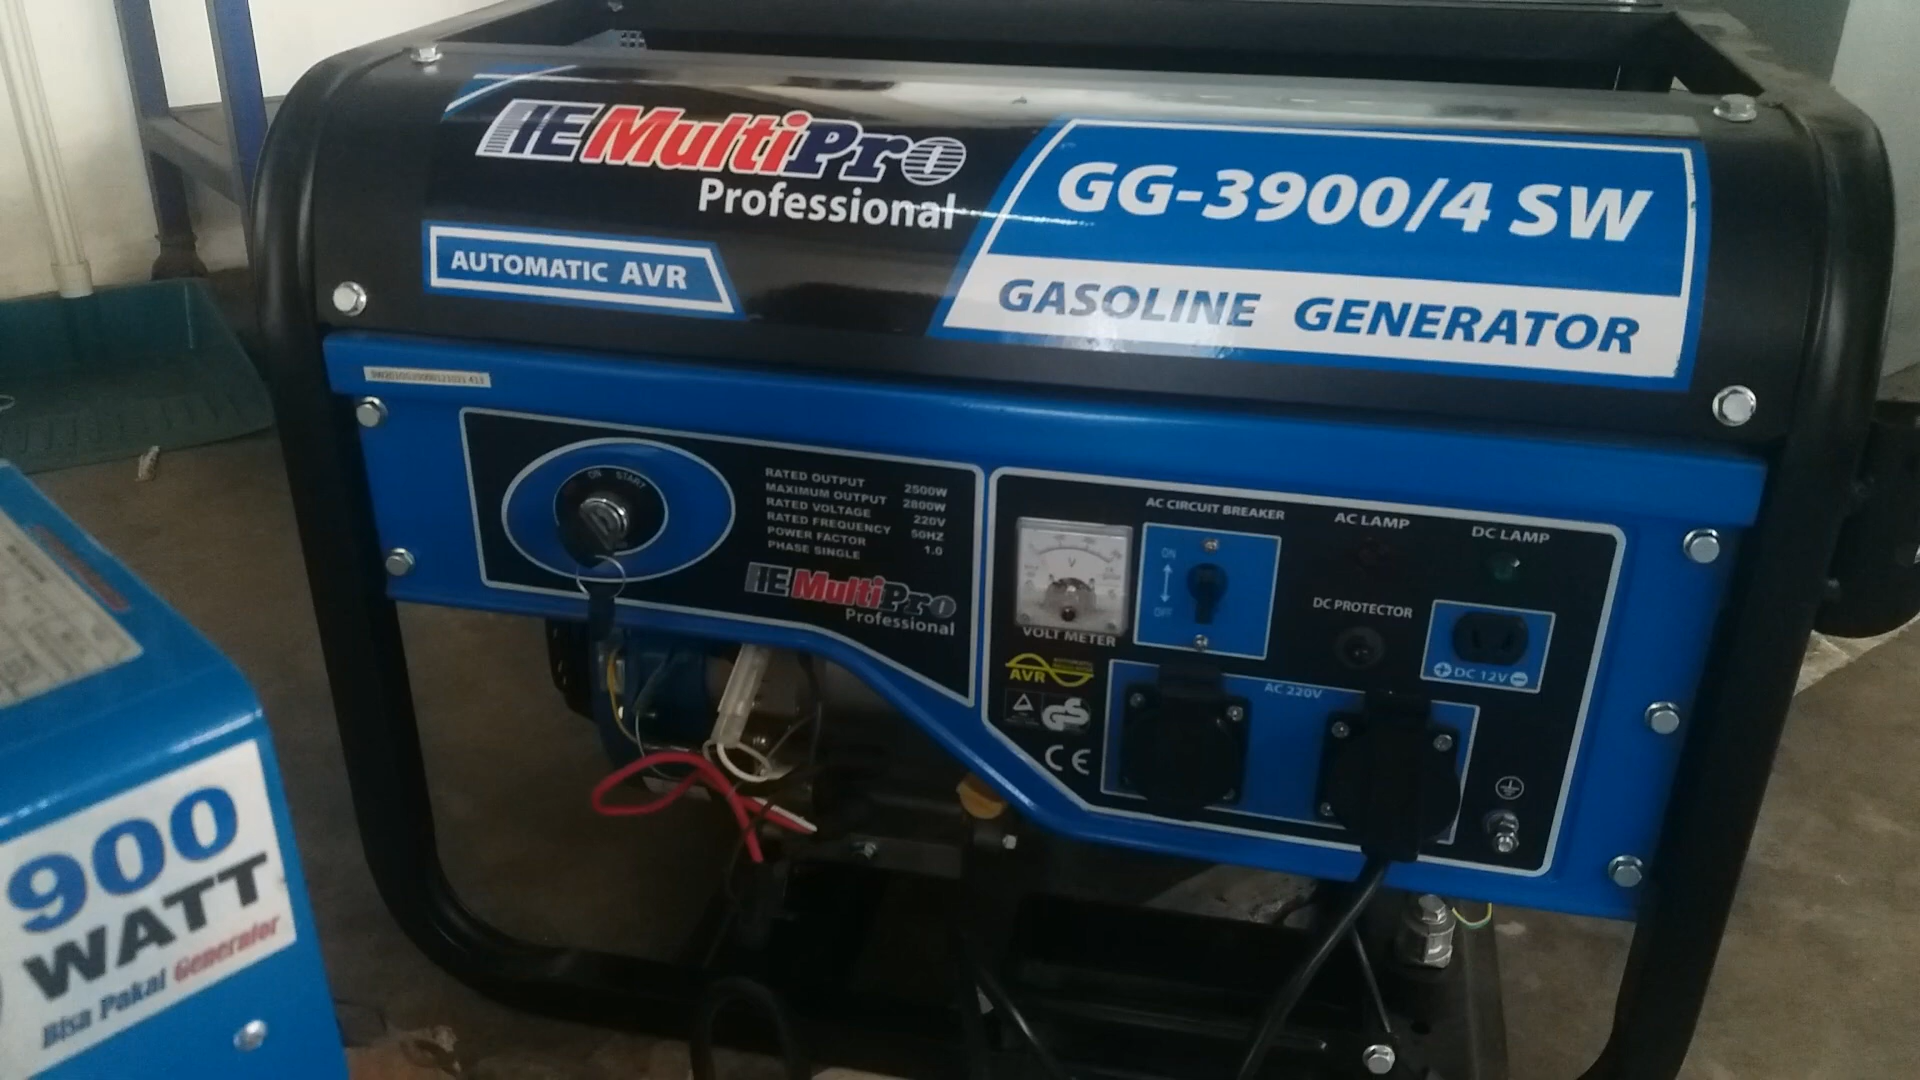 MultiPro
Professional
AUTOMATIC AVR
GG-3900/4 SW
GASOLINE GENERATOR
ON START
RATED OUTPUT 2500W
MAXIMUM OUTPUT 2800W
RATED VOLTAGE 220V
RATED FREQUENCY 50HZ
POWER FACTOR 1.0
PHASE SINGLE
MultiPro
Professional
V
VOLT METER
AC CIRCUIT BREAKER
ON
OFF
AC LAMP
DC LAMP
DC PROTECTOR
DC 12V
AVR
GS
CE
AC 220V
900
WATT
Bisa Pakai Generator